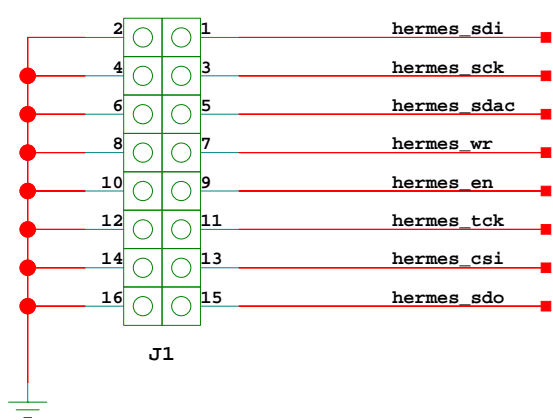 2 1 hermes_sdi
4 3 hermes_sck
6 5 hermes_sdac
8 7 hermes_wr
10 9 hermes_en
12 11 hermes_tck
14 13 hermes_csi
16 15 hermes_sdo
J1